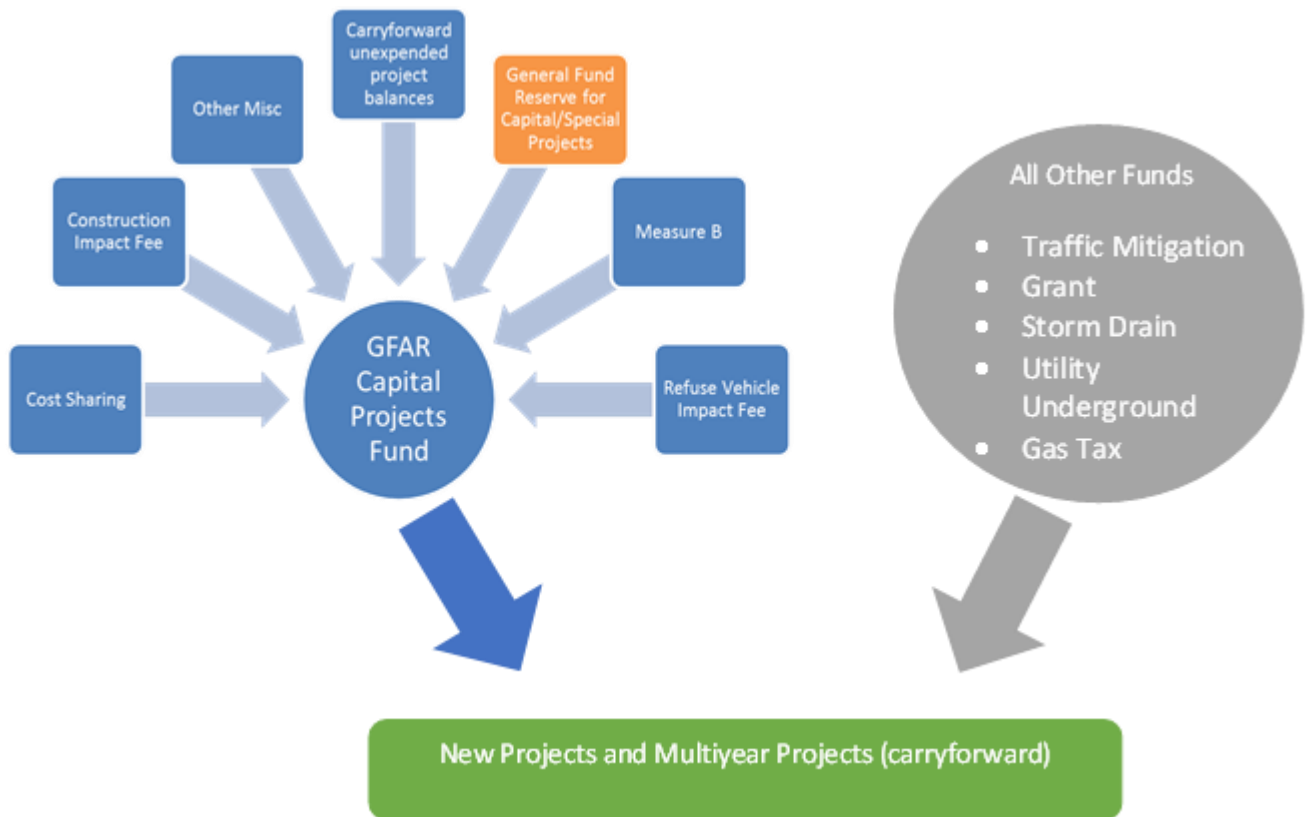 Carryforward
unexpended
project
balances
General Fund
Reserve for
Capital/Special
Projects
Other Misc
Construction
Impact Fee
Measure B
Cost Sharing
Refuse Vehicle
Impact Fee
GFAR
Capital
Projects
Fund
All Other Funds
• Traffic Mitigation
• Grant
• Storm Drain
• Utility
Underground
• Gas Tax
New Projects and Multiyear Projects (carryforward)